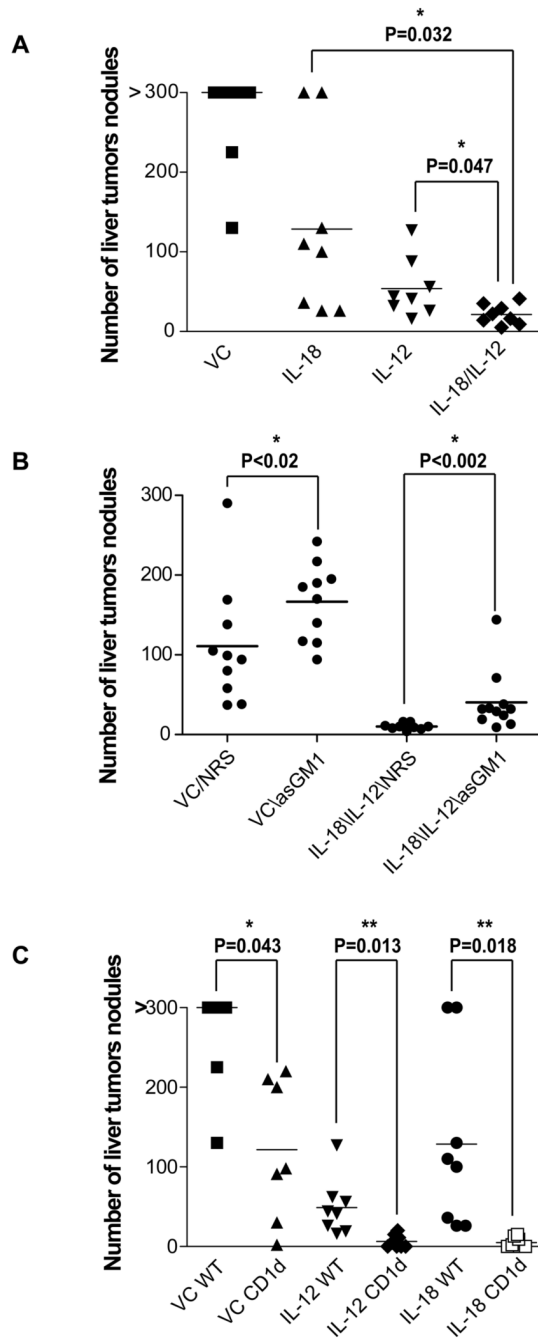 A
*
P=0.032
*
P=0.047
Number of liver tumors nodules
> 300
200
100
0
VC
IL-18
IL-12
IL-18/IL-12
B
*
P<0.02
*
P<0.002
Number of liver tumors nodules
300
200
100
0
VC/NRS
VC\asGM1
IL-18\IL-12\NRS
IL-18\IL-12\asGM1
C
*
P=0.043
**
P=0.013
**
P=0.018
Number of liver tumors nodules
>300
200
100
0
VC WT
VC CD1d
IL-12 WT
IL-12 CD1d
IL-18 WT
IL-18 CD1d